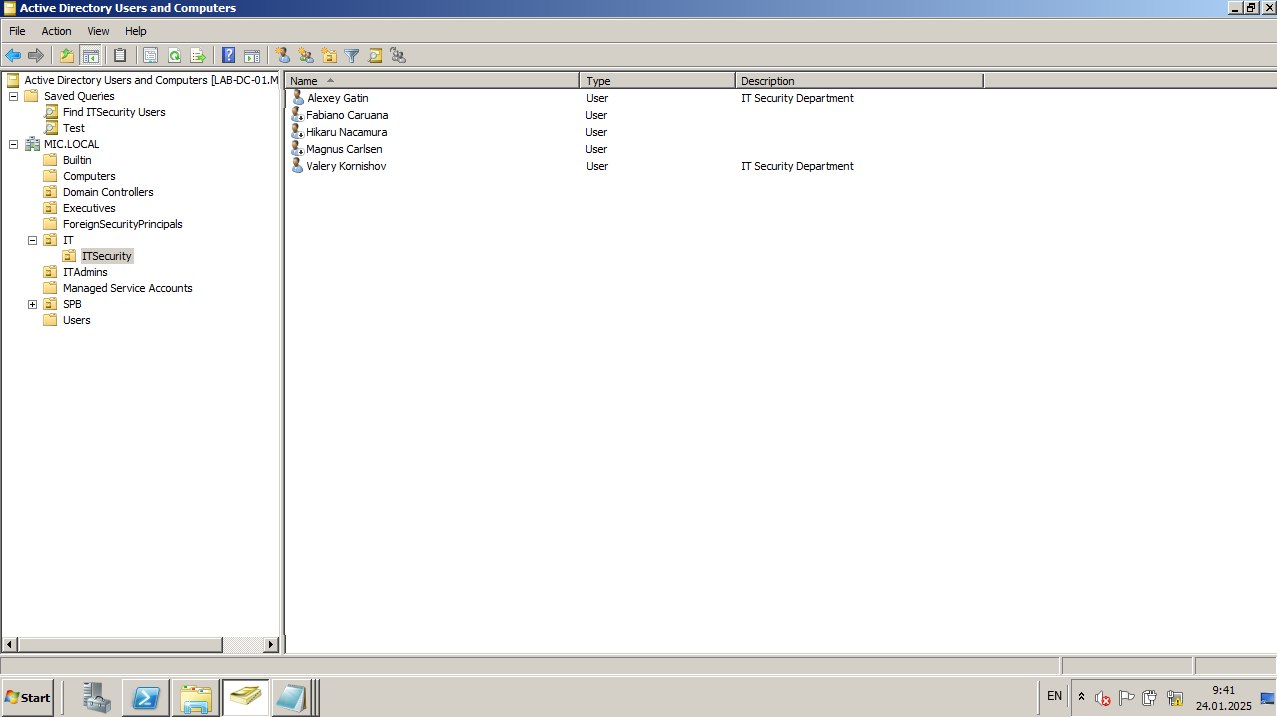 Active Directory Users and Computers
File Action View Help
Active Directory Users and Computers [LAB-DC-01.M
Saved Queries
Find ITSecurity Users
Test
MIC.LOCAL
Builtin
Computers
Domain Controllers
Executives
ForeignSecurityPrincipals
IT
ITSecurity
ITAdmins
Managed Service Accounts
SPB
Users
Name Type Description
Alexey Gatin User IT Security Department
Fabiano Caruana User
Hikaru Nacamura User
Magnus Carlsen User
Valery Kornishov User IT Security Department
Start
EN
9:41
24.01.2025